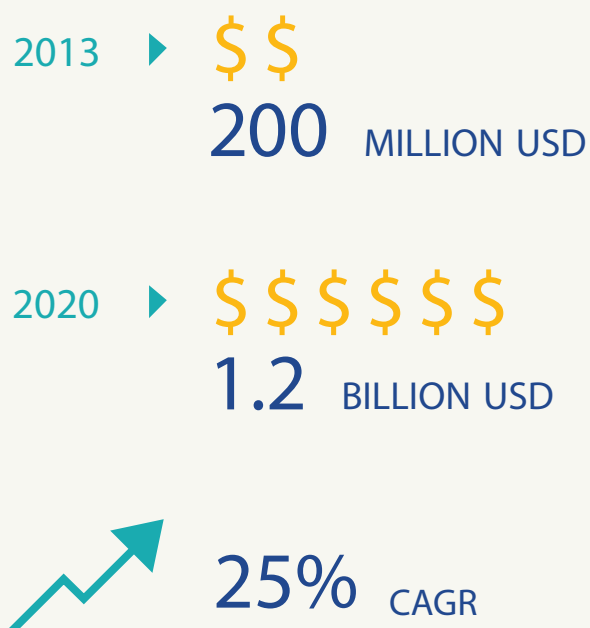 2013 $ $
200 MILLION USD
2020 $ $ $ $ $ $
1.2 BILLION USD
25% CAGR